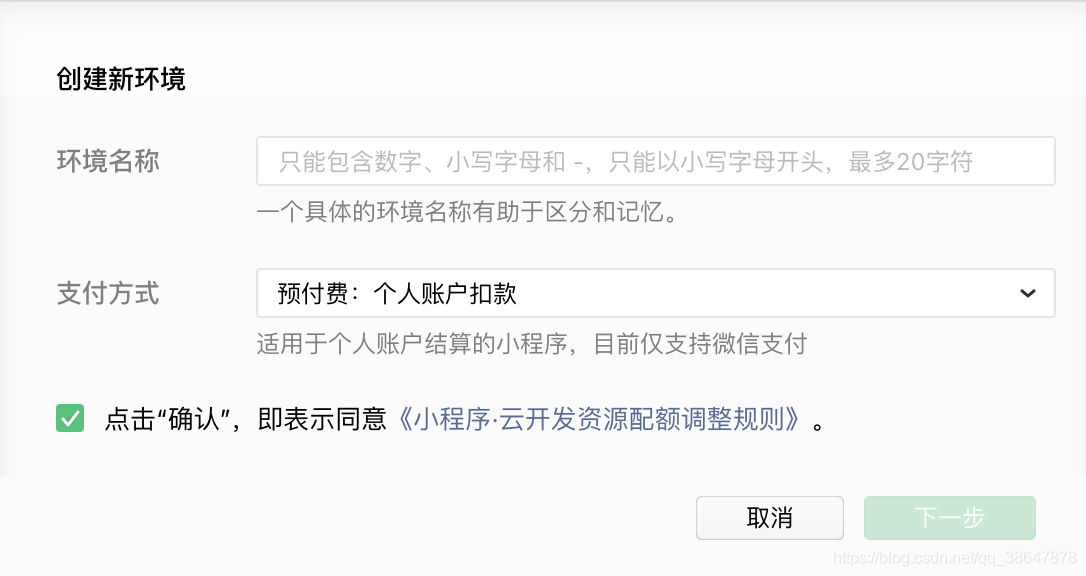 创建新环境
环境名称
只能包含数字、小写字母和 -，只能以小写字母开头，最多20字符
一个具体的环境名称有助于区分和记忆。
支付方式
预付费：个人账户扣款
适用于个人账户结算的小程序，目前仅支持微信支付
点击“确认”，即表示同意《小程序·云开发资源配额调整规则》。
取消
下一步
https://blog.csdn.net/qq_38647878